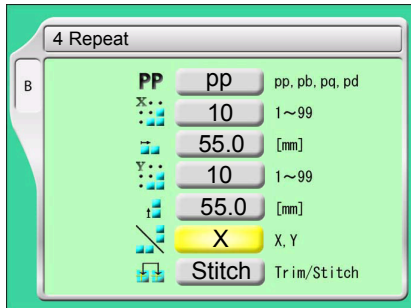 4 Repeat
B
PP pp pp, pb, pq, pd
X 10 1~99
55.0 [mm]
Y 10 1~99
55.0 [mm]
X X, Y
Stitch Trim/Stitch